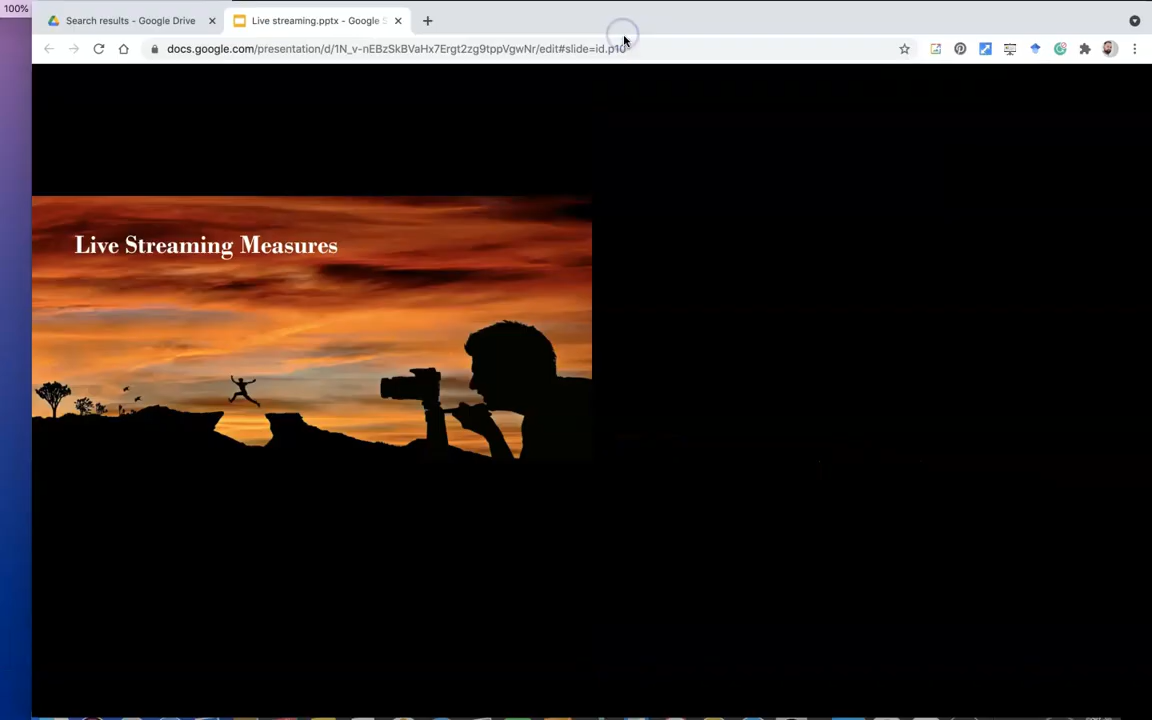 100%
Search results - Google Drive
Live streaming.pptx - Google S
docs.google.com/presentation/d/1N_v-nEBzSkBVaHx7Ergt2zg9tppVgwNr/edit#slide=id.p10
Live Streaming Measures